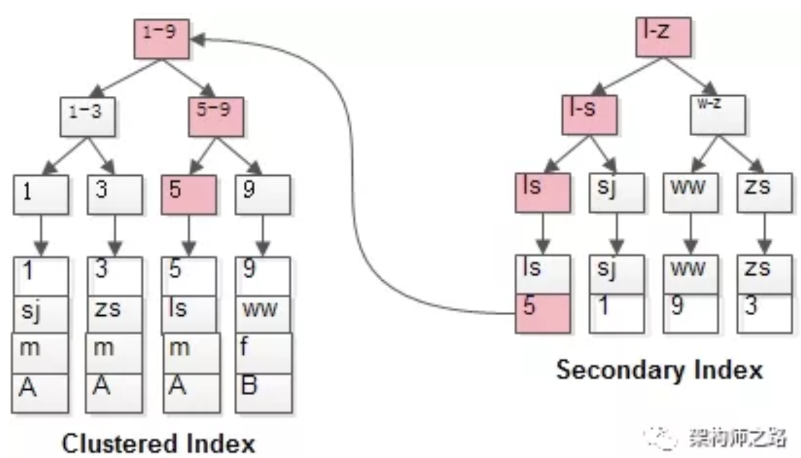 1-9
l-z
1-3
5-9
l-s
w-z
1
3
5
9
ls
sj
ww
zs
1
3
5
9
ls
sj
ww
zs
sj
zs
ls
ww
5
1
9
3
m
m
m
f
A
A
A
B
Secondary Index
Clustered Index
架构师之路